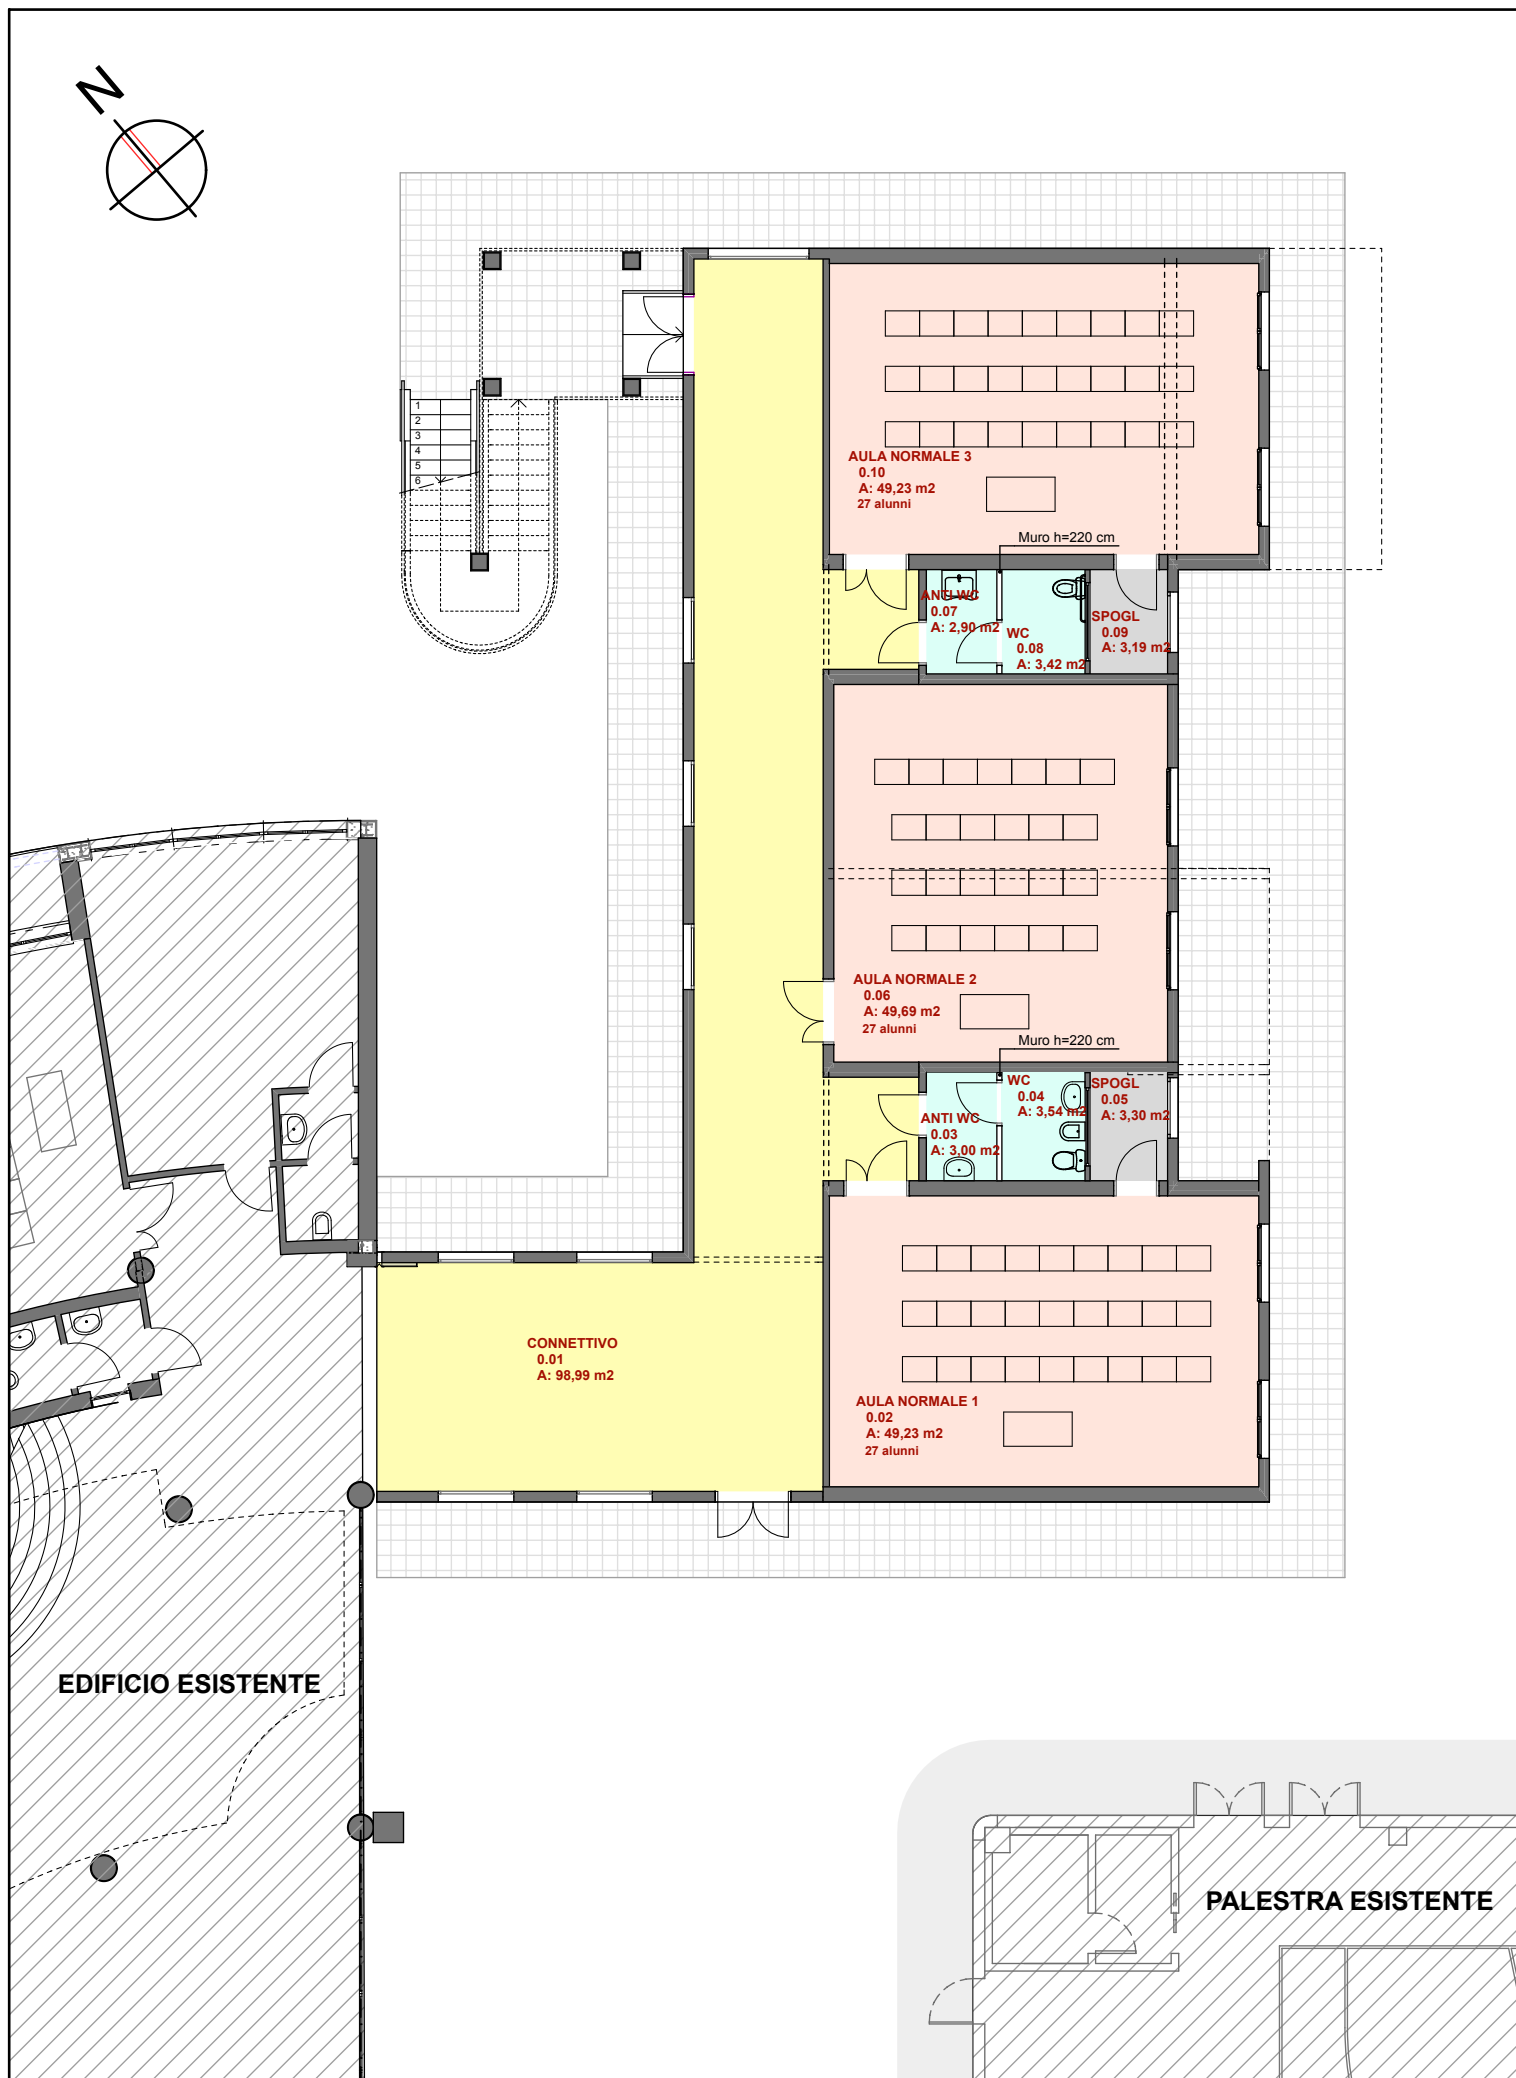 N
1
2
3
4
5
6
AULA NORMALE 3
0.10
A: 49,23 m2
27 alunni
Muro h=220 cm
ANTI WC
0.07
A: 2,90 m2
WC
0.08
A: 3,42 m2
SPOGL
0.09
A: 3,19 m2
AULA NORMALE 2
0.06
A: 49,69 m2
27 alunni
Muro h=220 cm
ANTI WC
0.03
A: 3,00 m2
WC
0.04
A: 3,54 m2
SPOGL
0.05
A: 3,30 m2
CONNETTIVO
0.01
A: 98,99 m2
AULA NORMALE 1
0.02
A: 49,23 m2
27 alunni
EDIFICIO ESISTENTE
PALESTRA ESISTENTE